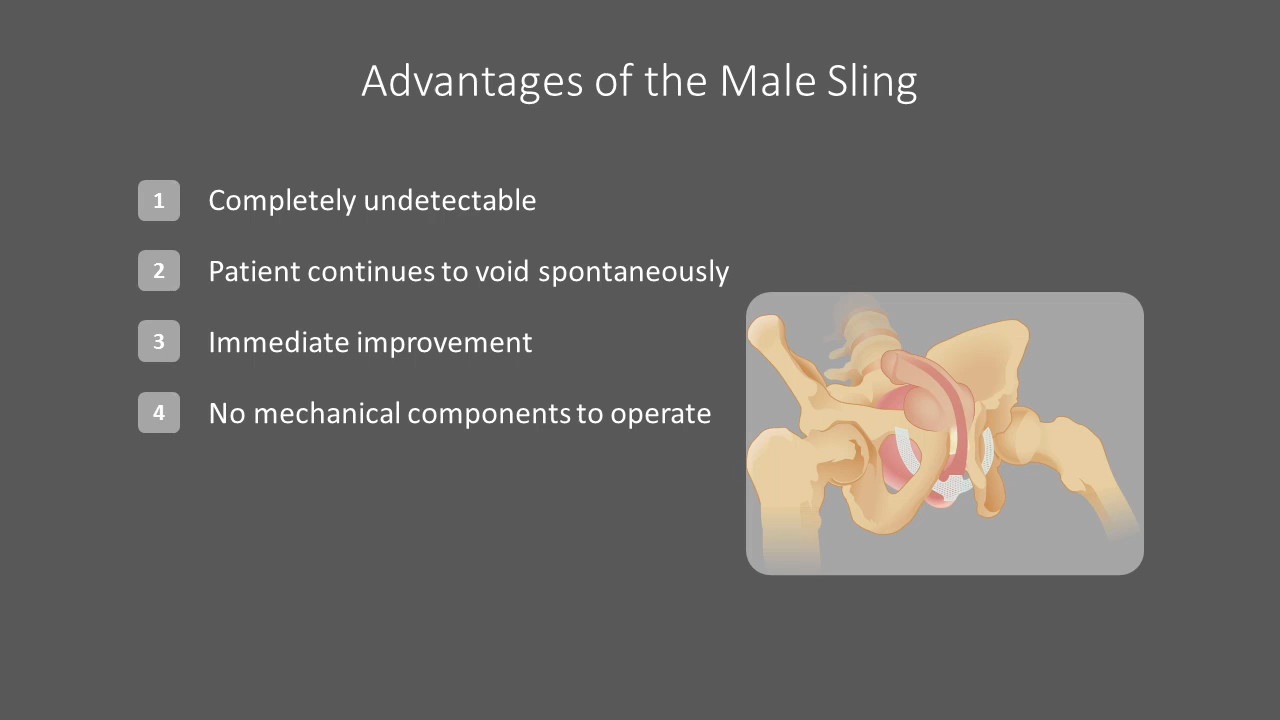 Advantages of the Male Sling
1 Completely undetectable
2 Patient continues to void spontaneously
3 Immediate improvement
4 No mechanical components to operate